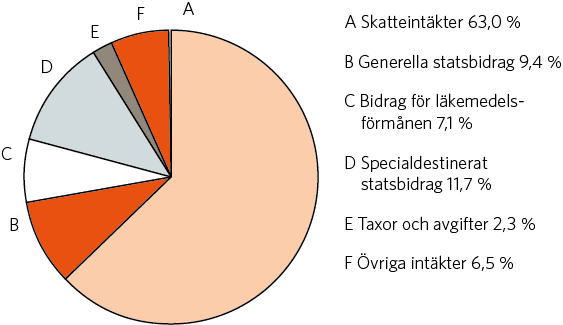 A
F
E
D
C
B
A Skatteintäkter 63,0 %
B Generella statsbidrag 9,4 %
C Bidrag för läkemedels-
förmånen 7,1 %
D Specialdestinerat
statsbidrag 11,7 %
E Taxor och avgifter 2,3 %
F Övriga intäkter 6,5 %